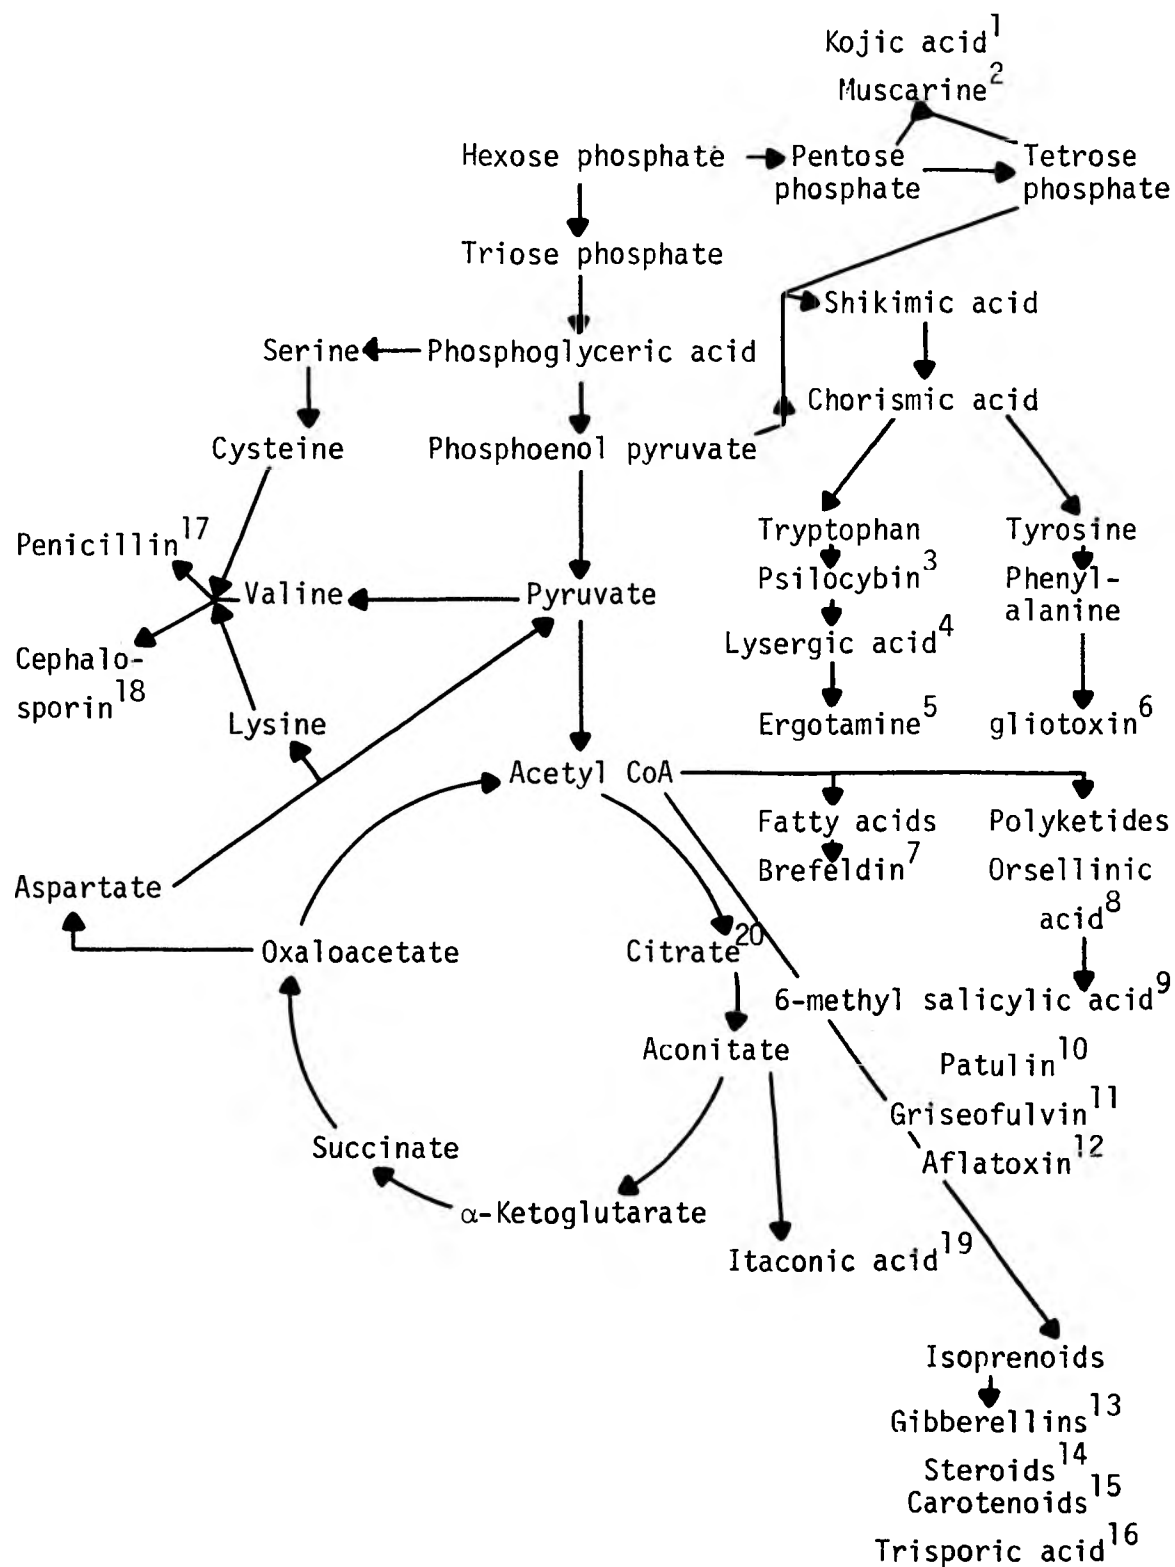 Kojic acid1
Muscarine2
Hexose phosphate
Pentose
phosphate
Tetrose
phosphate
Triose phosphate
Shikimic acid
Serine
Phosphoglyceric acid
Chorismic acid
Cysteine
Phosphoenol pyruvate
Tryptophan
Tyrosine
Penicillin17
Psilocybin3
Phenyl-
alanine
Valine
Pyruvate
Lysergic acid4
Cephalo-
sporin18
Lysine
Ergotamine5
gliotoxin6
Acetyl CoA
Fatty acids
Polyketides
Brefeldin7
Orsellinic
acid8
Aspartate
Oxaloacetate
Citrate20
6-methyl salicylic acid9
Aconitate
Patulin10
Griseofulvin11
Succinate
Aflatoxin12
α-Ketoglutarate
Itaconic acid19
Isoprenoids
Gibberellins13
Steroids14
Carotenoids15
Trisporic acid16